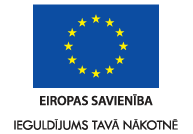 EIROPAS SAVIENĪBA
IEGULDĪJUMS TAVĀ NĀKOTNĒ